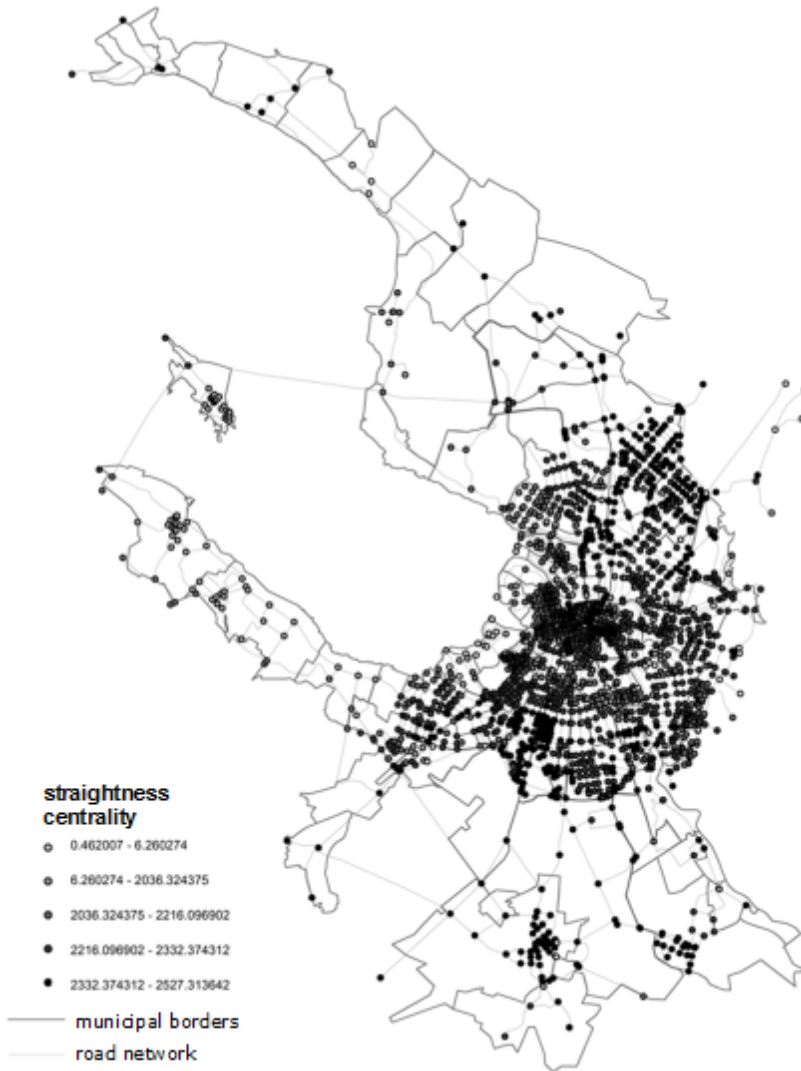 straightness
centrality
0.462007 - 6.260274
6.260274 - 2036.324375
2036.324375 - 2216.096902
2216.096902 - 2332.374312
2332.374312 - 2527.313642
municipal borders
road network